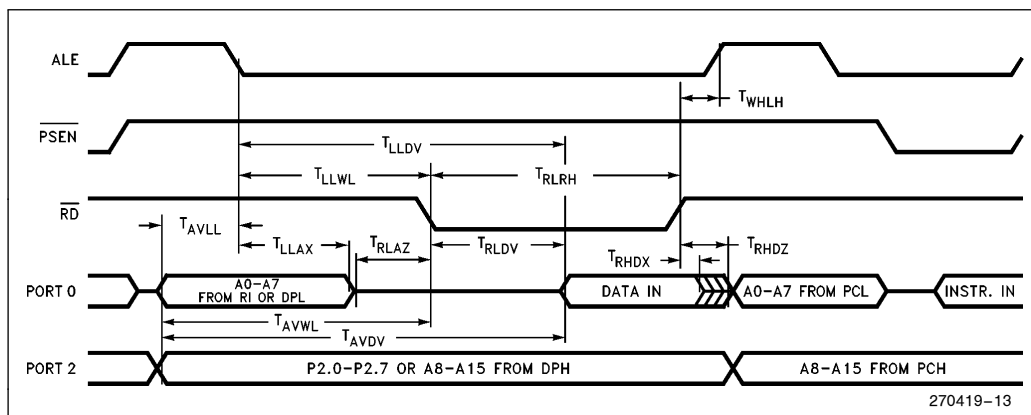 ALE
T_WHLH
PSEN
T_LLDV
T_LLWL T_RLRH
RD
T_AVLL
T_LLAX T_RLAZ T_RLDV T_RHDX T_RHDZ
PORT 0 A0–A7 FROM RI OR DPL DATA IN A0–A7 FROM PCL INSTR. IN
T_AVWL
T_AVDV
PORT 2 P2.0–P2.7 OR A8–A15 FROM DPH A8–A15 FROM PCH
270419–13